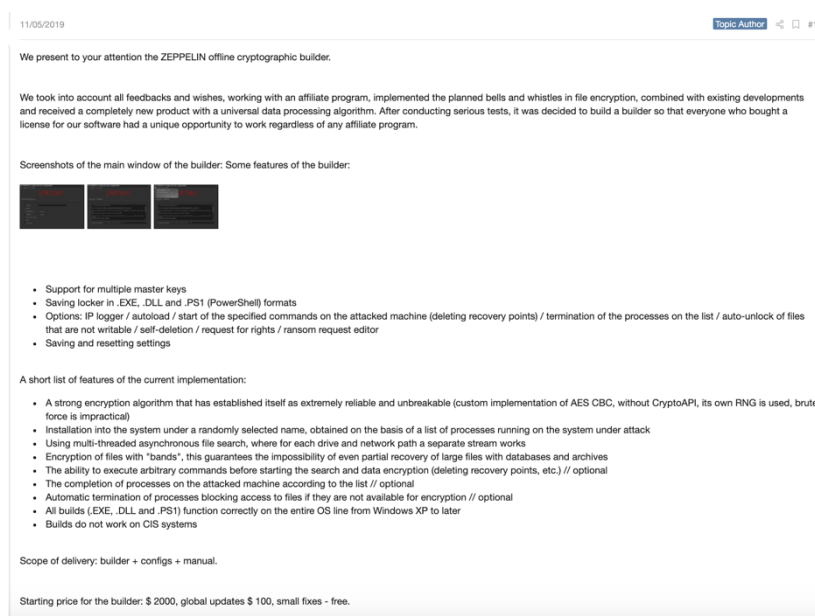 11/05/2019
Topic Author
We present to your attention the ZEPPELIN offline cryptographic builder.
We took into account all feedbacks and wishes, working with an affiliate program, implemented the planned bells and whistles in file encryption, combined with existing developments
and received a completely new product with a universal data processing algorithm. After conducting serious tests, it was decided to build a builder so that everyone who bought a
license for our software had a unique opportunity to work regardless of any affiliate program.
Screenshots of the main window of the builder: Some features of the builder:
• Support for multiple master keys
• Saving locker in .EXE, .DLL and .PS1 (PowerShell) formats
• Options: IP logger / autoload / start of the specified commands on the attacked machine (deleting recovery points) / termination of the processes on the list / auto-unlock of files
that are not writable / self-deletion / request for rights / ransom request editor
• Saving and resetting settings
A short list of features of the current implementation:
• A strong encryption algorithm that has established itself as extremely reliable and unbreakable (custom implementation of AES CBC, without CryptoAPI, its own RNG is used, brute
force is impractical)
• Installation into the system under a randomly selected name, obtained on the basis of a list of processes running on the system under attack
• Using multi-threaded asynchronous file search, where for each drive and network path a separate stream works
• Encryption of files with "bands", this guarantees the impossibility of even partial recovery of large files with databases and archives
• The ability to execute arbitrary commands before starting the search and data encryption (deleting recovery points, etc.) // optional
• The completion of processes on the attacked machine according to the list // optional
• Automatic termination of processes blocking access to files if they are not available for encryption // optional
• All builds (.EXE, .DLL and .PS1) function correctly on the entire OS line from Windows XP to later
• Builds do not work on CIS systems
Scope of delivery: builder + configs + manual.
Starting price for the builder: $ 2000, global updates $ 100, small fixes - free.